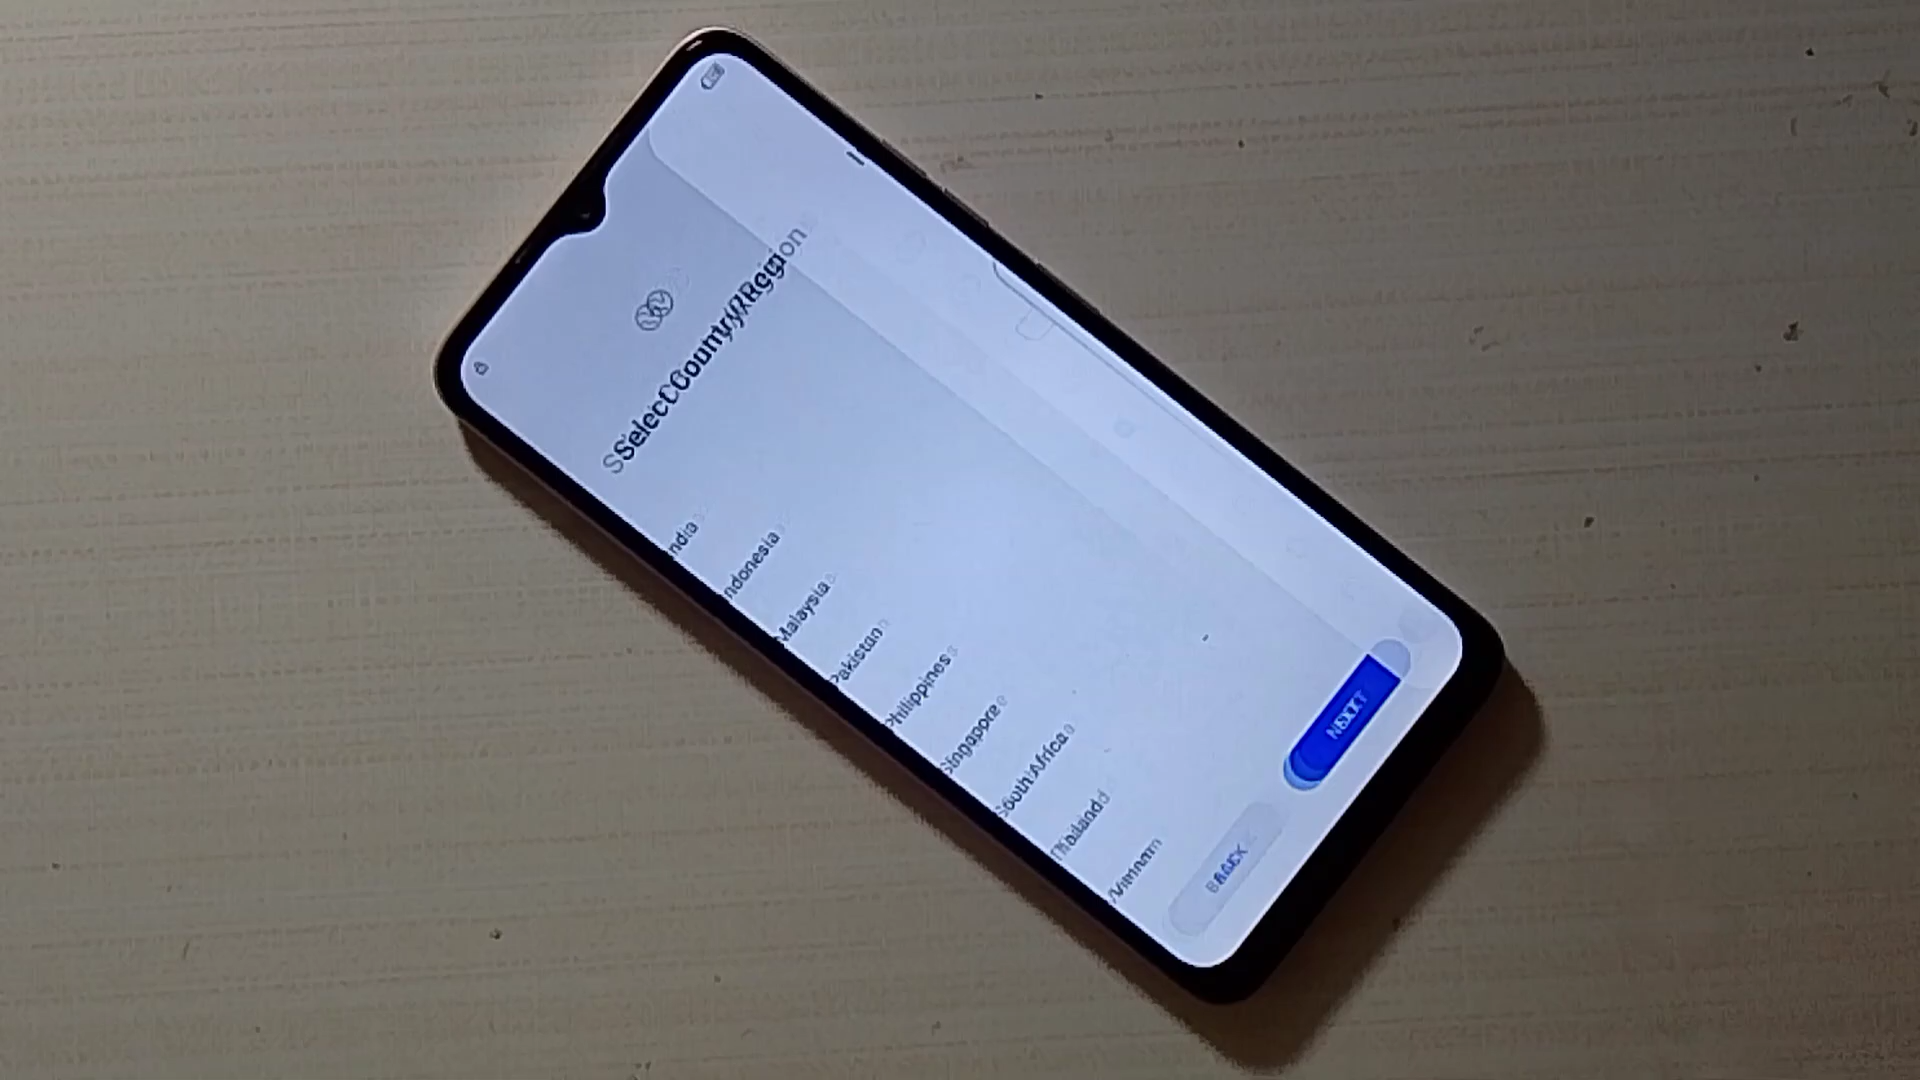 Select Country/Region
India
Indonesia
Malaysia
Pakistan
Philippines
Singapore
South Africa
Thailand
Vietnam
BACK
NEXT